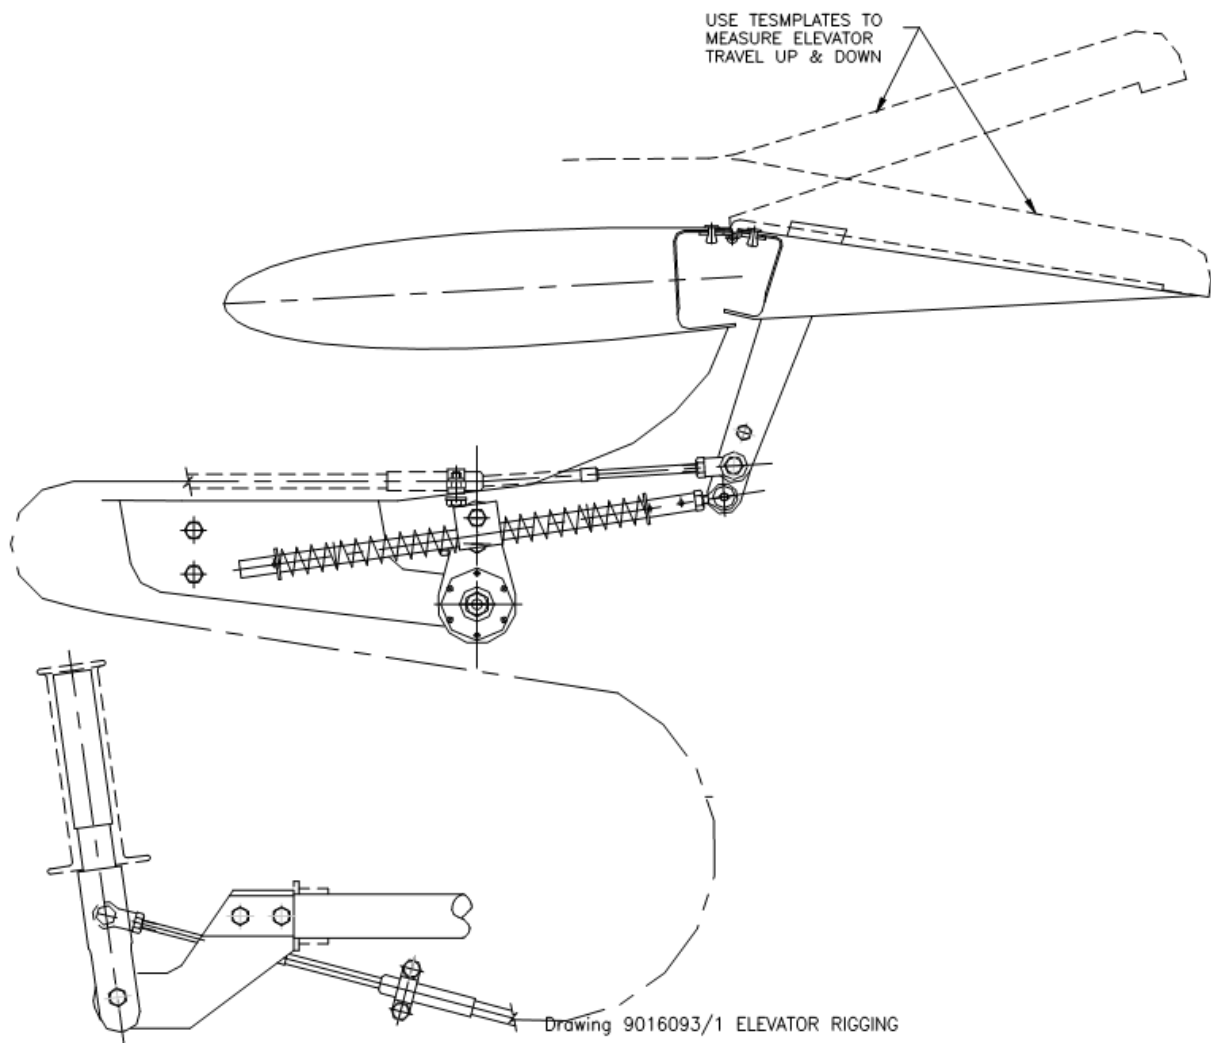 USE TESMPLATES TO
MEASURE ELEVATOR
TRAVEL UP & DOWN
Drawing 9016093/1 ELEVATOR RIGGING